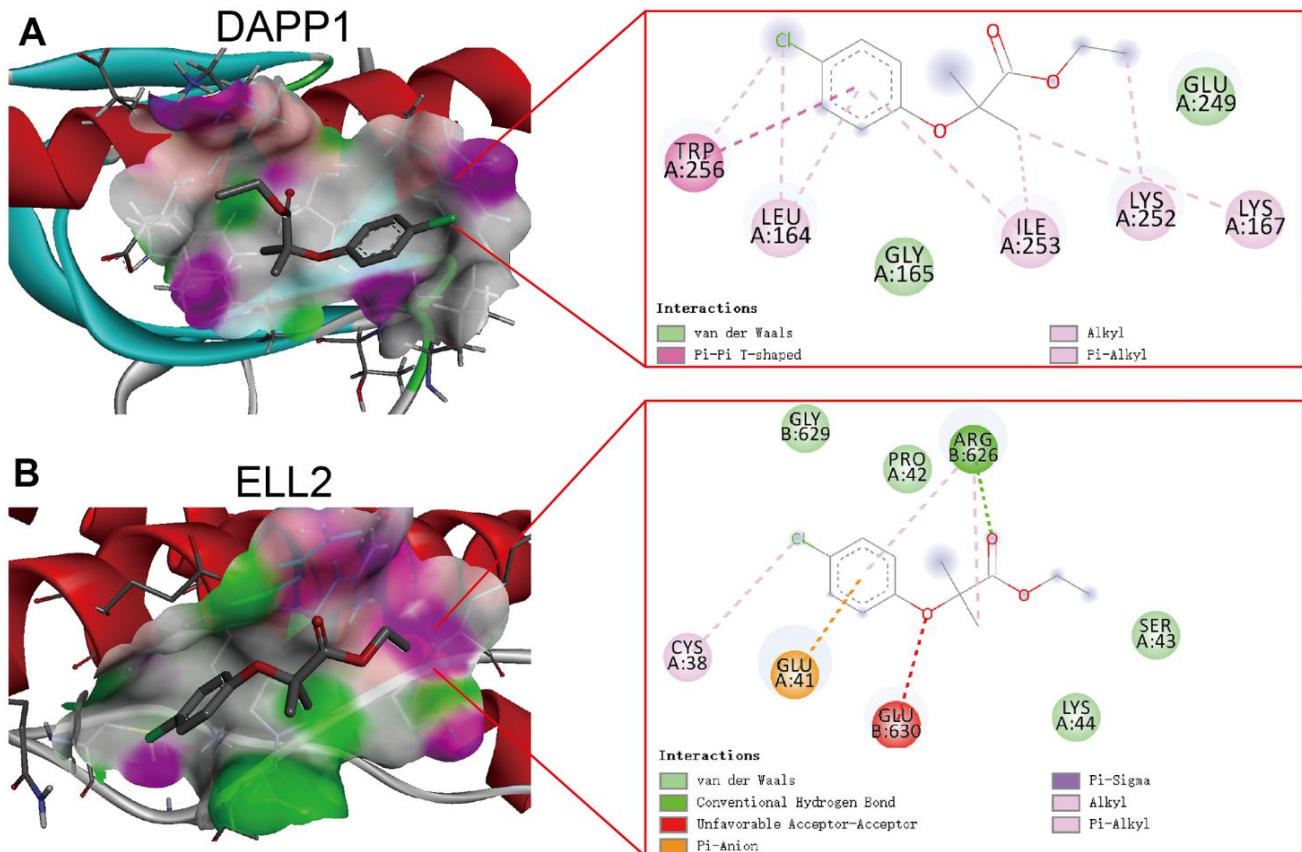 A
DAPP1
Cl
O
O
O
GLU
A:249
TRP
A:256
LEU
A:164
GLY
A:165
ILE
A:253
LYS
A:252
LYS
A:167
Interactions
van der Waals
Pi-Pi T-shaped
Alkyl
Pi-Alkyl
B
ELL2
GLY
B:629
PRO
A:42
ARG
B:626
Cl
O
O
O
CYS
A:38
GLU
A:41
GLU
B:630
SER
A:43
LYS
A:44
Interactions
van der Waals
Conventional Hydrogen Bond
Unfavorable Acceptor-Acceptor
Pi-Anion
Pi-Sigma
Alkyl
Pi-Alkyl